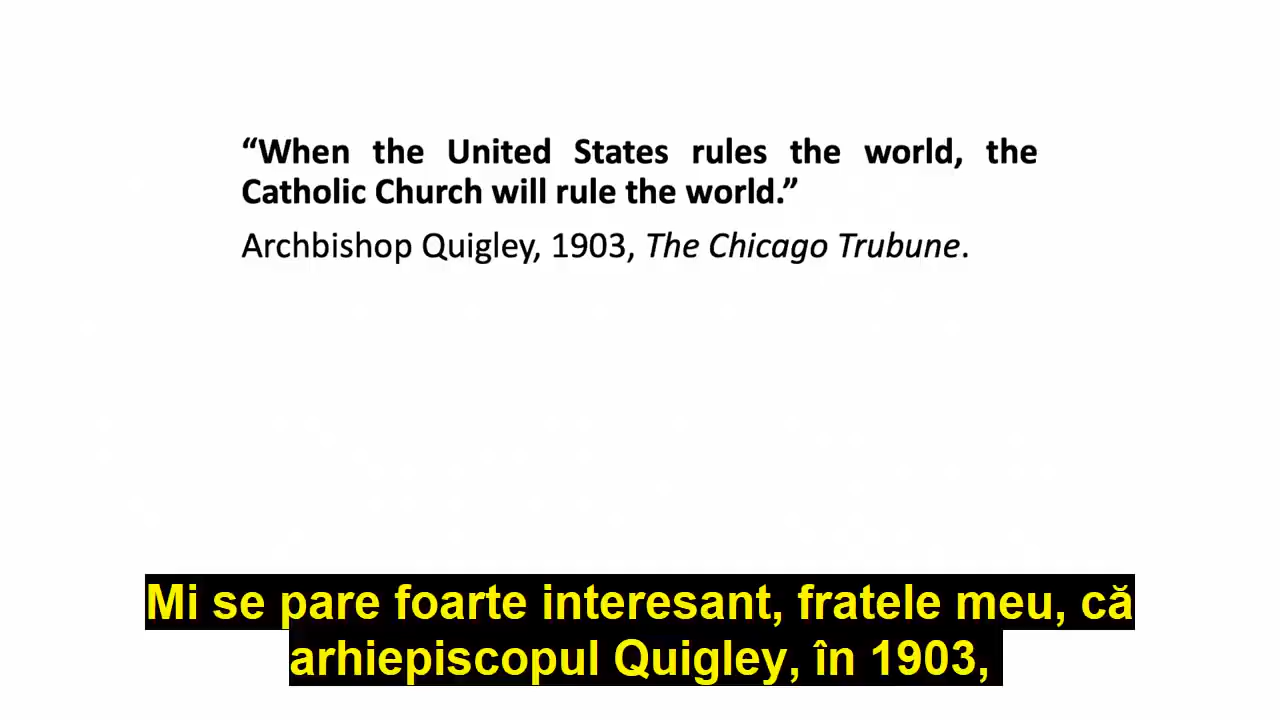 “When the United States rules the world, the
Catholic Church will rule the world.”
Archbishop Quigley, 1903, The Chicago Trubune.
Mi se pare foarte interesant, fratele meu, că
arhiepiscopul Quigley, în 1903,